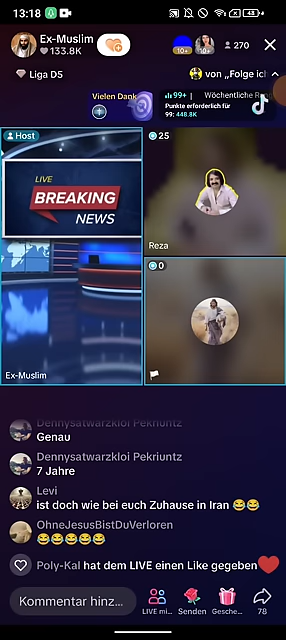 13:18
43
Ex-Muslim
133.8K
10+
10+
270
Liga D5
von „Folge ich
Vielen Dank
99+ | Wöchentliche R
Punkte erforderlich für
99: 448.8K
Host
25
LIVE
BREAKING
NEWS
Reza
0
Ex-Muslim
Dennysatwarzkloi Pekriuntz
Genau
Dennysatwarzkloi Pekriuntz
7 Jahre
Levi
ist doch wie bei euch Zuhause in Iran 😂😂
OhneJesusBistDuVerloren
😂😂😂😂😂
Poly-Kal hat dem LIVE einen Like gegeben
Kommentar hinz...
LIVE mi...
Senden
Gesche...
78